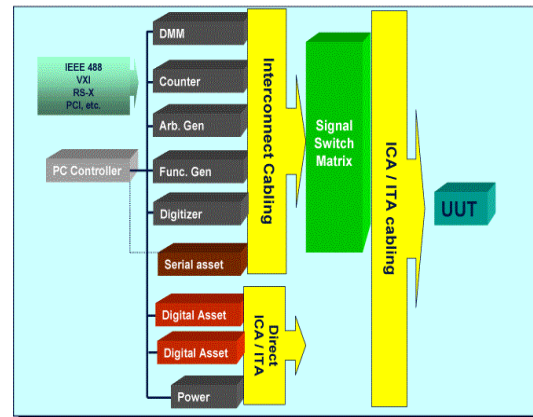 DMM
IEEE 488
VXI
RS-X
PCI, etc.
Counter
Arb. Gen
PC Controller
Func. Gen
Digitizer
Serial asset
Digital Asset
Digital Asset
Power
Interconnect Cabling
Direct
ICA / ITA
Signal
Switch
Matrix
ICA / ITA cabling
UUT